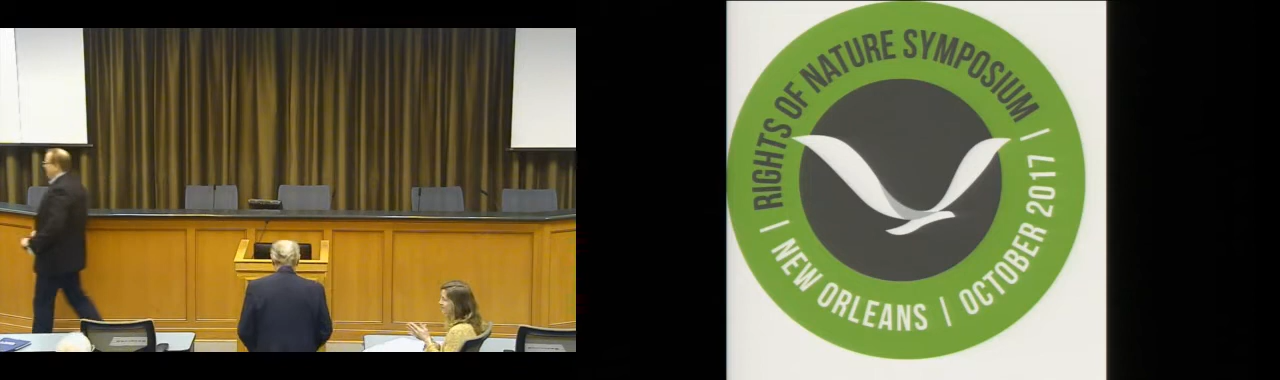 RIGHTS OF NATURE SYMPOSIUM
| NEW ORLEANS | OCTOBER 2017 |